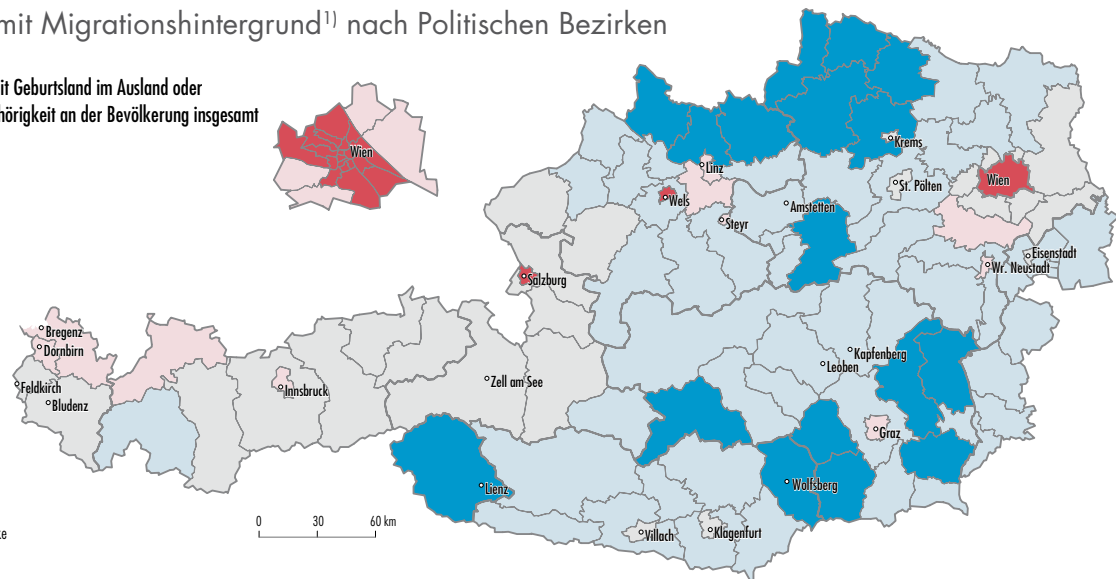 mit Migrationshintergrund1) nach Politischen Bezirken
it Geburtsland im Ausland oder
hörigkeit an der Bevölkerung insgesamt
Wien
Krems
Linz
Wien
St. Pölten
Wels
Amstetten
Steyr
Eisenstadt
Wr. Neustadt
Salzburg
Bregenz
Dornbirn
Kapfenberg
Leoben
Zell am See
Feldkirch
Innsbruck
Bludenz
Graz
Wolfsberg
Lienz
0 30 60 km
Villach
Klagenfurt